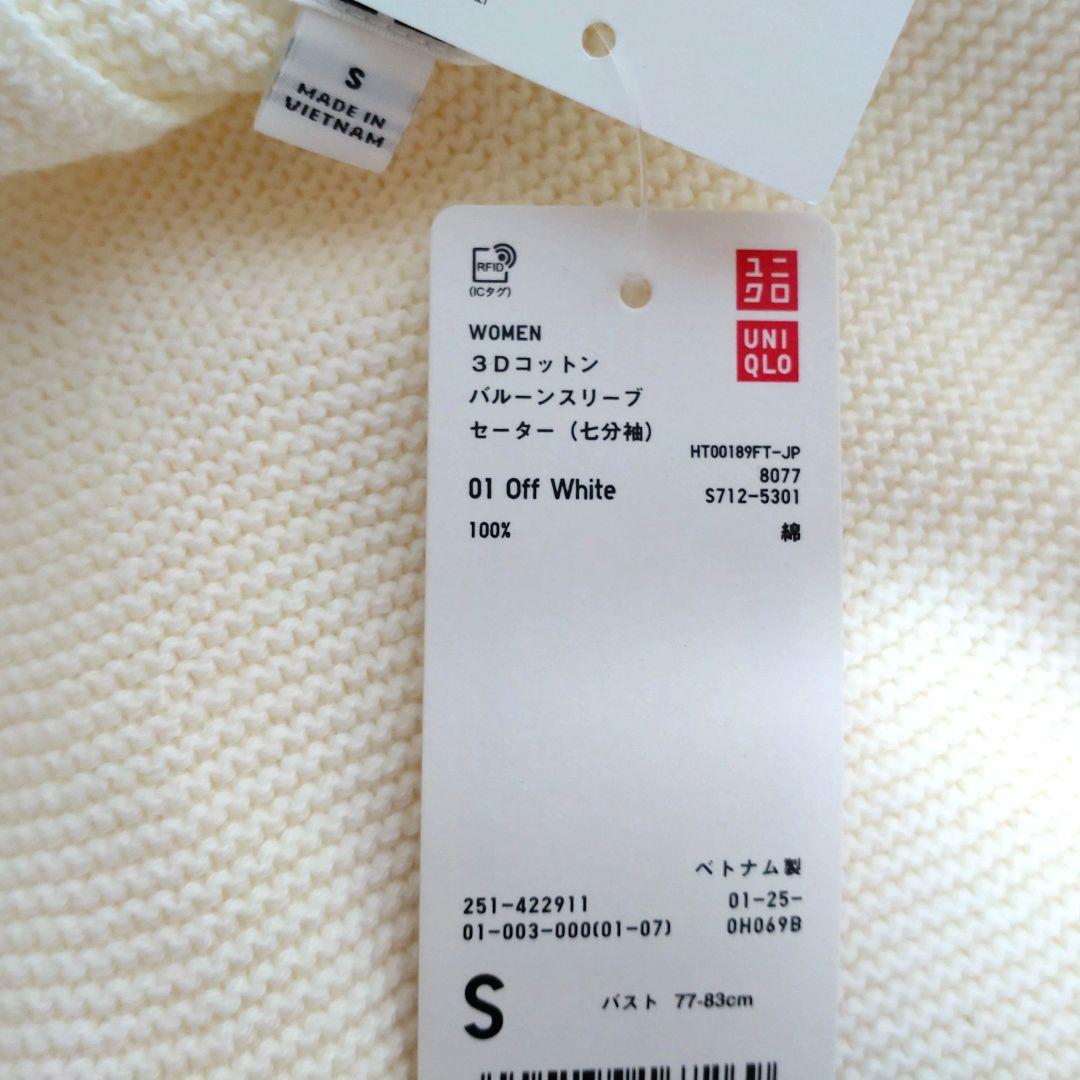 S
MADE IN
VIETNAM
RFID
(ICタグ)
ユニ
クロ
UNI
QLO
WOMEN
３Ｄコットン
バルーンスリーブ
セーター（七分袖）
HT00189FT-JP
8077
S712-5301
01 Off White
100% 綿
ベトナム製
251-422911 01-25-
01-003-000(01-07) 0H069B
S バスト 77-83cm